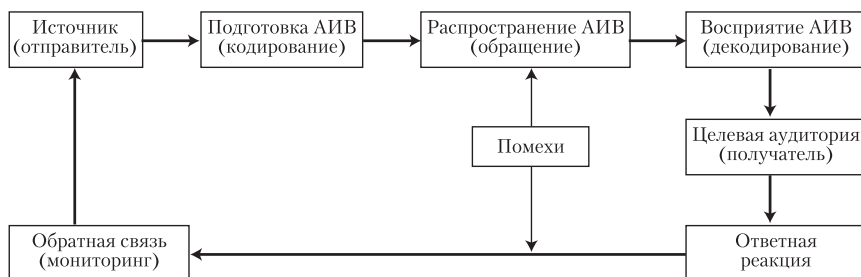 Источник
(отправитель)
Подготовка АИВ
(кодирование)
Распространение АИВ
(обращение)
Восприятие АИВ
(декодирование)
Помехи
Целевая аудитория
(получатель)
Обратная связь
(мониторинг)
Ответная
реакция